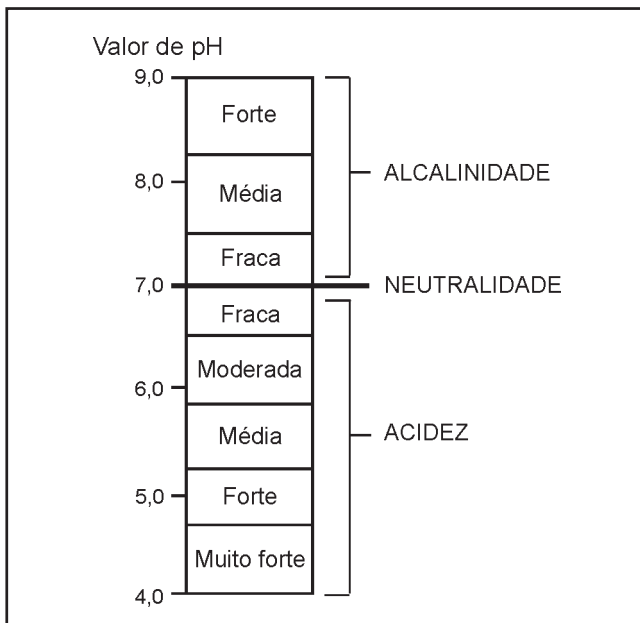 Valor de pH
9,0
Forte
ALCALINIDADE
8,0
Média
Fraca
7,0
NEUTRALIDADE
Fraca
Moderada
6,0
Média
ACIDEZ
5,0
Forte
Muito forte
4,0